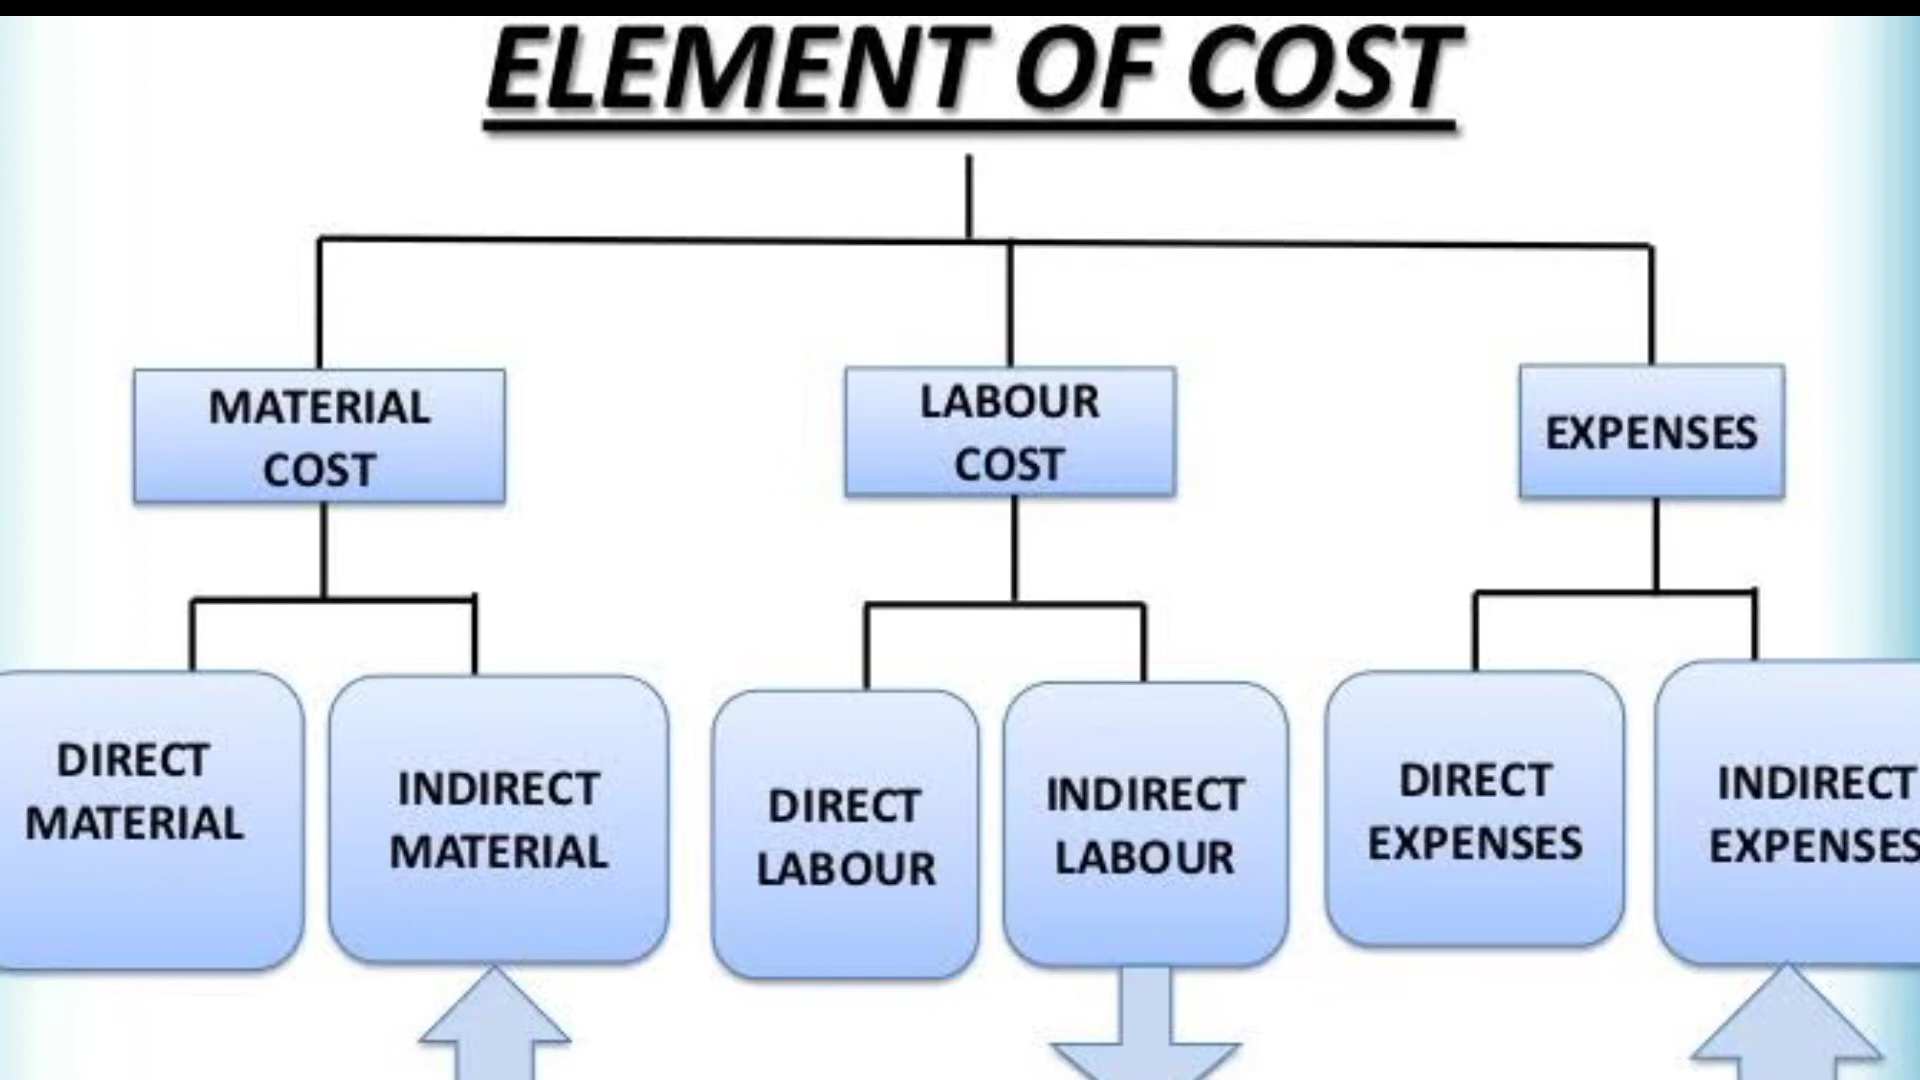 ELEMENT OF COST
MATERIAL
COST
LABOUR
COST
EXPENSES
DIRECT
MATERIAL
INDIRECT
MATERIAL
DIRECT
LABOUR
INDIRECT
LABOUR
DIRECT
EXPENSES
INDIRECT
EXPENSES